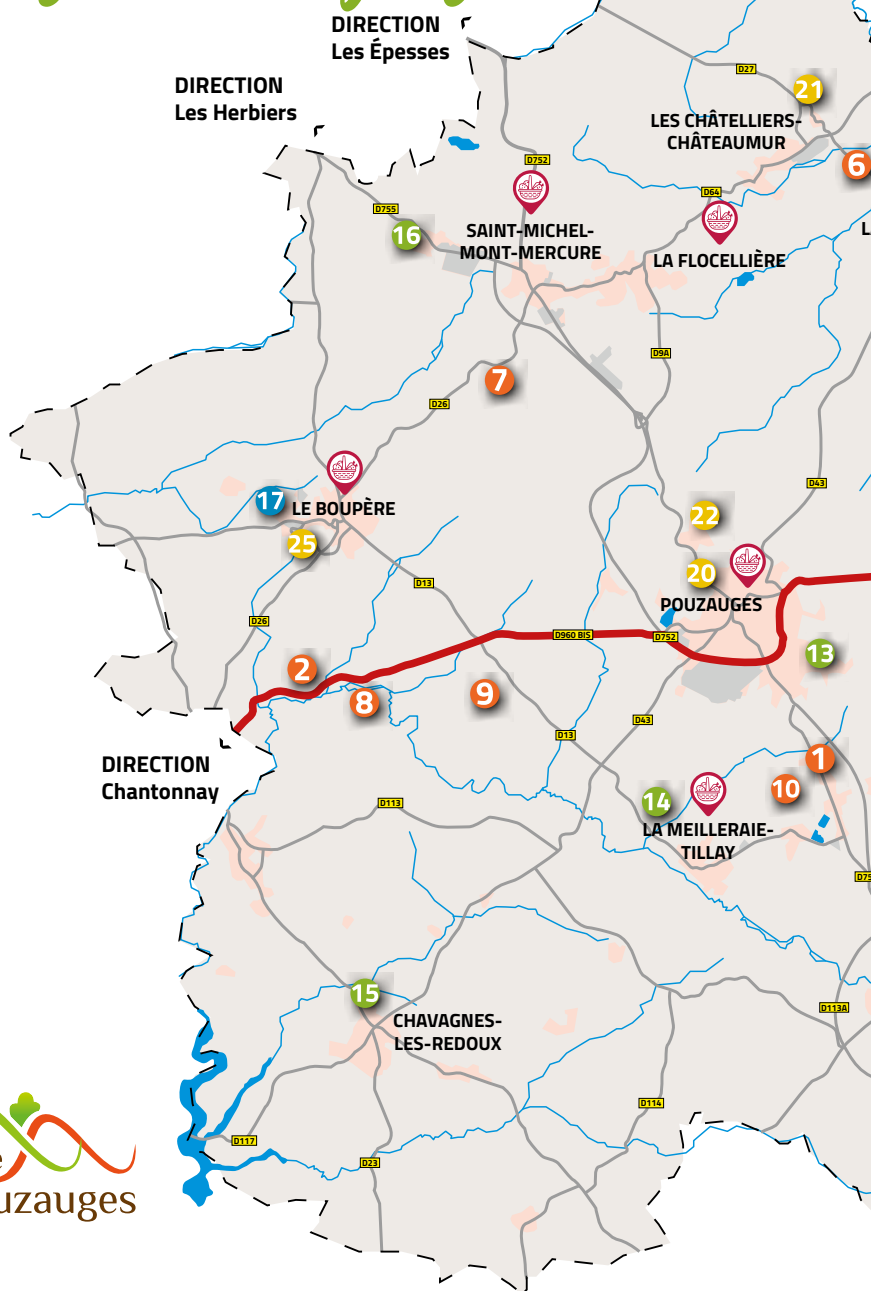 DIRECTION
Les Épesses
DIRECTION
Les Herbiers
D27
21
LES CHÂTELLIERS-
CHÂTEAUMUR
6
D752
D64
D755
16
SAINT-MICHEL-
MONT-MERCURE
LA FLOCELLIÈRE
D9A
7
D26
D43
17
LE BOUPÈRE
22
25
20
D13
POUZAUGES
D26
D960 BIS
D752
13
2
8
9
D43
D13
1
DIRECTION
Chantonnay
10
14
D113
LA MEILLERAIE-
TILLAY
15
D113A
CHAVAGNES-
LES-REDOUX
D114
D117
D23
uzauges